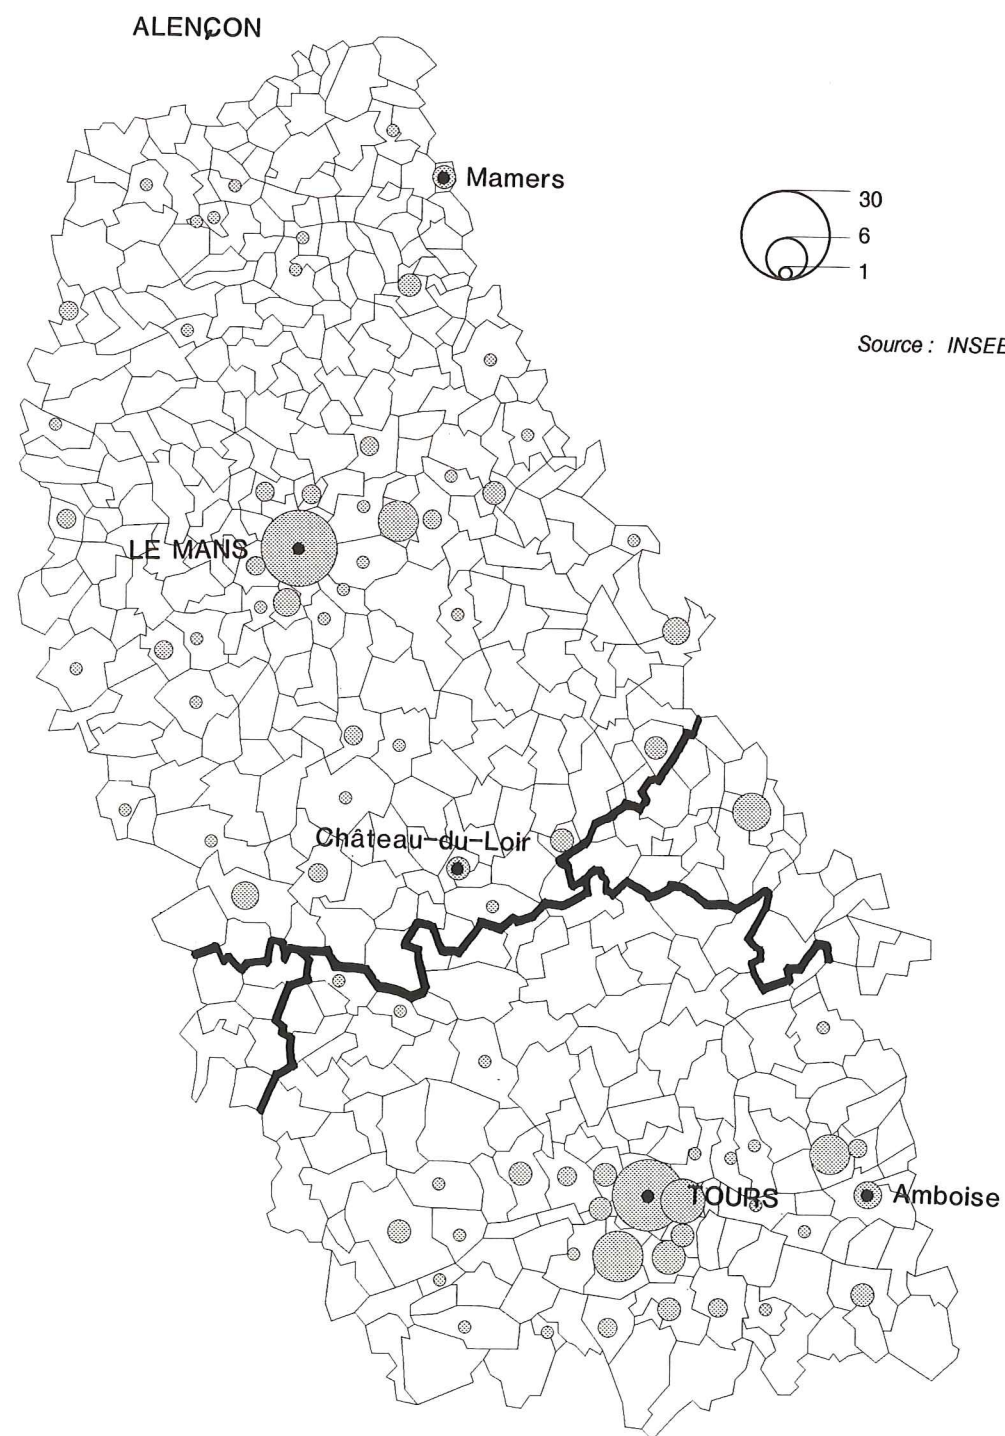 ALENÇON
Mamers
30
6
1
Source : INSEE
LE MANS
Château-du-Loir
TOURS
Amboise